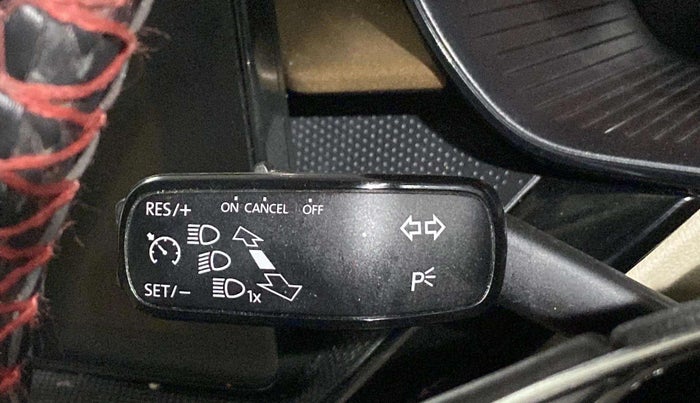 RES/+ ON CANCEL OFF
SET/− 1x
P